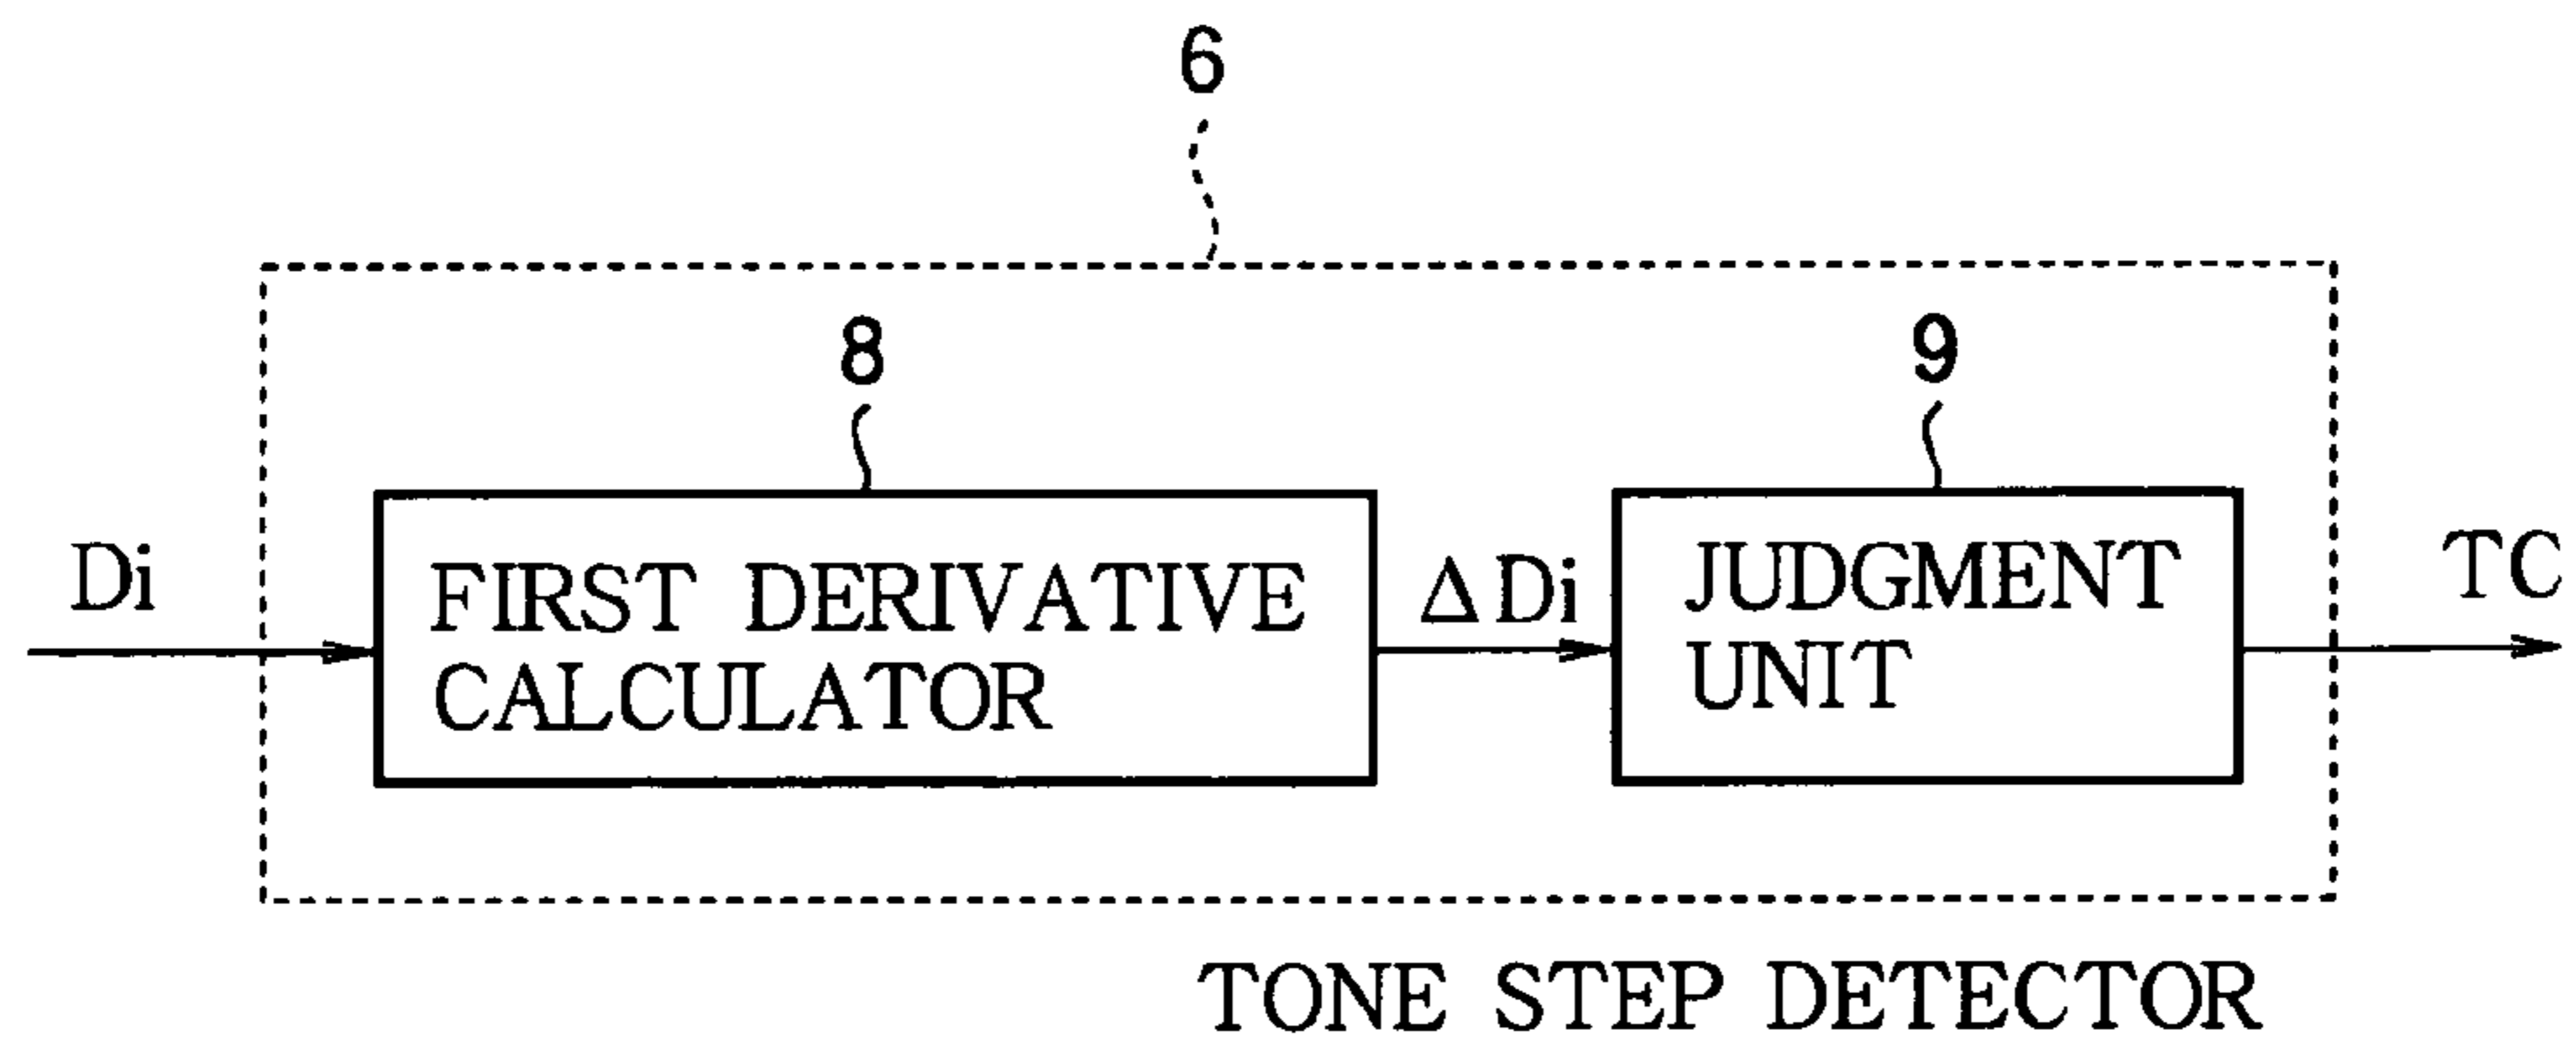 6
8
9
Di
FIRST DERIVATIVE
CALCULATOR
ΔDi
JUDGMENT
UNIT
TC
TONE STEP DETECTOR